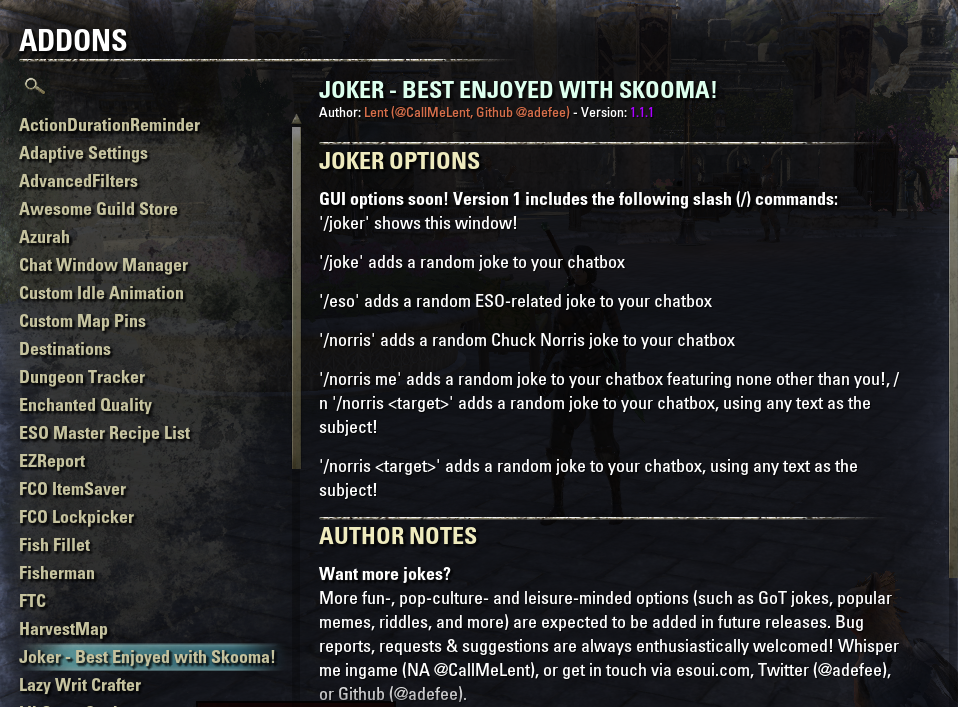 ADDONS
ActionDurationReminder
Adaptive Settings
AdvancedFilters
Awesome Guild Store
Azurah
Chat Window Manager
Custom Idle Animation
Custom Map Pins
Destinations
Dungeon Tracker
Enchanted Quality
ESO Master Recipe List
EZReport
FCO ItemSaver
FCO Lockpicker
Fish Fillet
Fisherman
FTC
HarvestMap
Joker - Best Enjoyed with Skooma!
Lazy Writ Crafter
JOKER - BEST ENJOYED WITH SKOOMA!
Author: Lent (@CallMeLent, Github @adefee) - Version: 1.1.1
JOKER OPTIONS
GUI options soon! Version 1 includes the following slash (/) commands:
'/joker' shows this window!
'/joke' adds a random joke to your chatbox
'/eso' adds a random ESO-related joke to your chatbox
'/norris' adds a random Chuck Norris joke to your chatbox
'/norris me' adds a random joke to your chatbox featuring none other than you!, /
n '/norris <target>' adds a random joke to your chatbox, using any text as the
subject!
'/norris <target>' adds a random joke to your chatbox, using any text as the
subject!
AUTHOR NOTES
Want more jokes?
More fun-, pop-culture- and leisure-minded options (such as GoT jokes, popular
memes, riddles, and more) are expected to be added in future releases. Bug
reports, requests & suggestions are always enthusiastically welcomed! Whisper
me ingame (NA @CallMeLent), or get in touch via esoui.com, Twitter (@adefee),
or Github (@adefee).